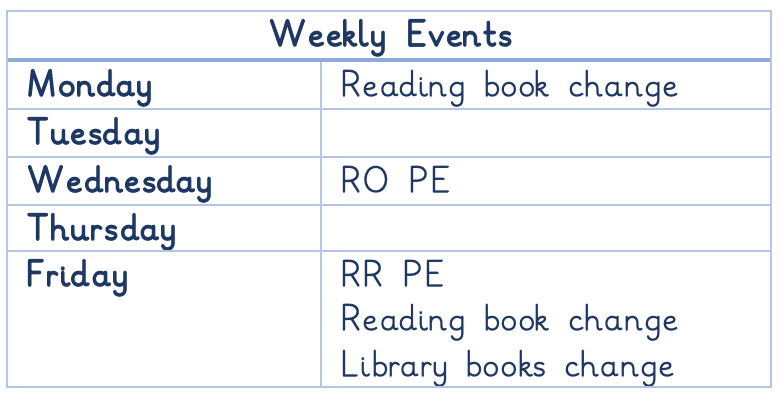 Weekly Events
Monday Reading book change
Tuesday
Wednesday RO PE
Thursday
Friday RR PE
Reading book change
Library books change